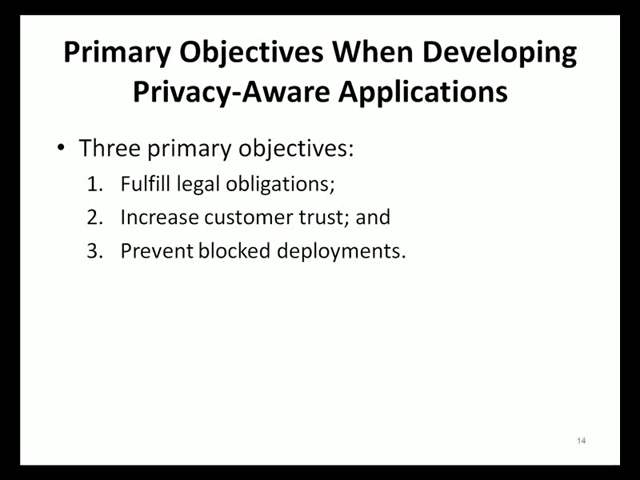 Primary Objectives When Developing
Privacy-Aware Applications
• Three primary objectives:
1. Fulfill legal obligations;
2. Increase customer trust; and
3. Prevent blocked deployments.
14